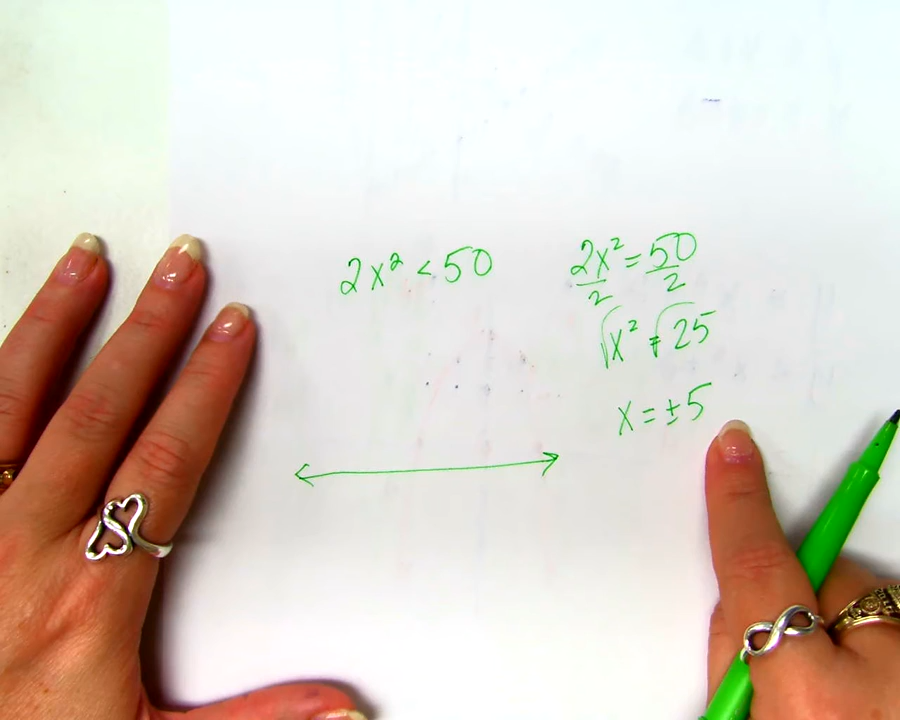 2x² < 50
2x² = 50
2 2
√x² = √25
x = ±5